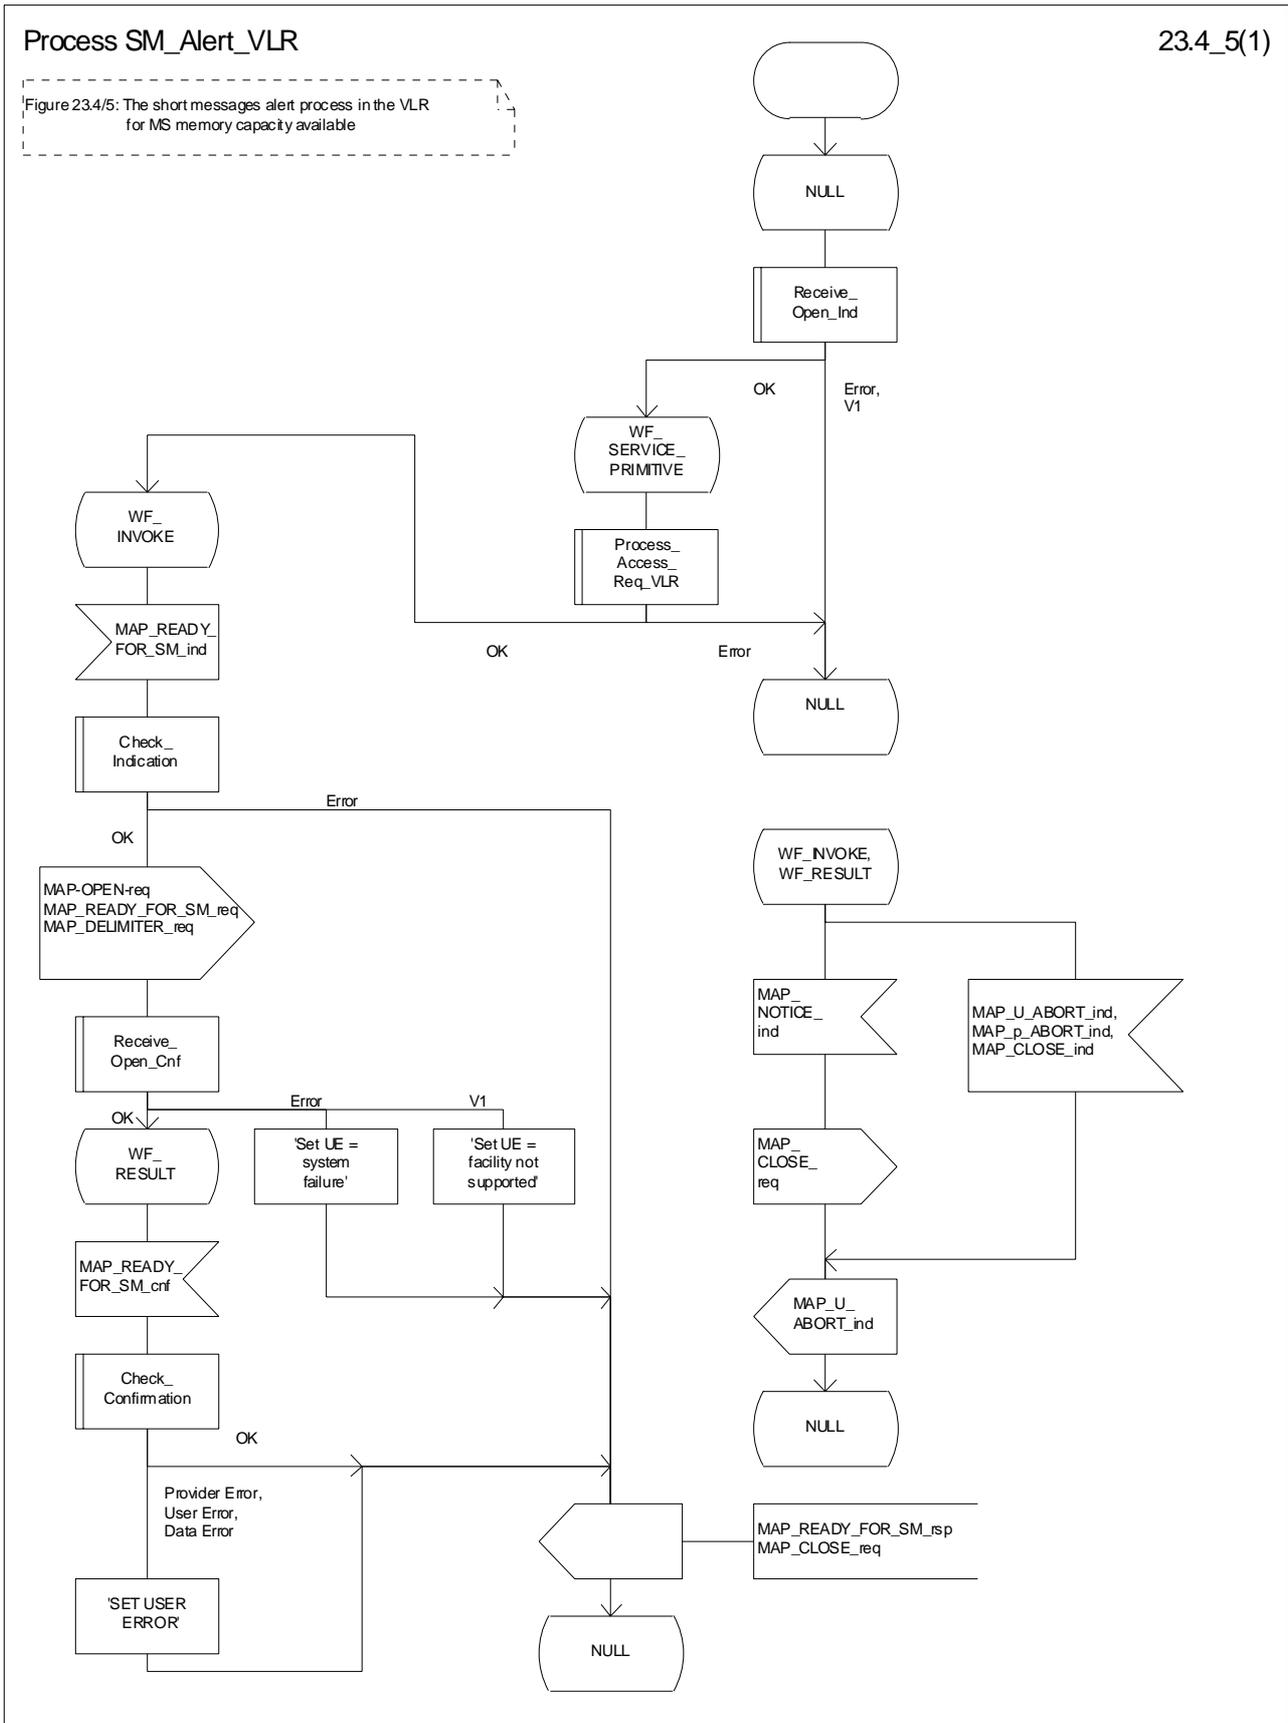 Process SM_Alert_VLR
23.4_5(1)
Figure 23.4/5: The short messages alert process in the VLR
for MS memory capacity available
NULL
Receive_
Open_Ind
OK
Error,
V1
WF_
SERVICE_
PRIMITIVE
Process_
Access_
Req_VLR
OK
Error
NULL
WF_
INVOKE
MAP_READY_
FOR_SM_ind
Check_
Indication
Error
OK
MAP-OPEN-req
MAP_READY_FOR_SM_req
MAP_DELIMITER_req
Receive_
Open_Cnf
OK
Error
V1
WF_
RESULT
'Set UE =
system
failure'
'Set UE =
facility not
supported'
MAP_READY_
FOR_SM_cnf
Check_
Confirmation
OK
Provider Error,
User Error,
Data Error
'SET USER
ERROR'
WF_INVOKE,
WF_RESULT
MAP_
NOTICE_
ind
MAP_U_ABORT_ind,
MAP_p_ABORT_ind,
MAP_CLOSE_ind
MAP_
CLOSE_
req
MAP_U_
ABORT_ind
NULL
MAP_READY_FOR_SM_rsp
MAP_CLOSE_req
NULL